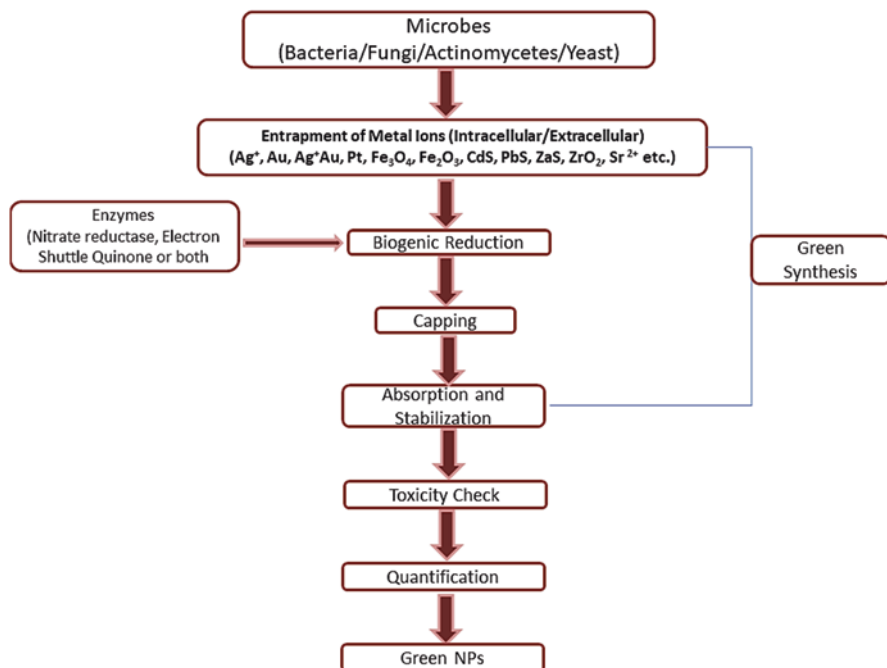 Microbes
(Bacteria/Fungi/Actinomycetes/Yeast)
Entrapment of Metal Ions (Intracellular/Extracellular)
(Ag⁺, Au, Ag⁺Au, Pt, Fe₃O₄, Fe₂O₃, CdS, PbS, ZaS, ZrO₂, Sr ²⁺ etc.)
Enzymes
(Nitrate reductase, Electron
Shuttle Quinone or both
Biogenic Reduction
Green
Synthesis
Capping
Absorption and
Stabilization
Toxicity Check
Quantification
Green NPs